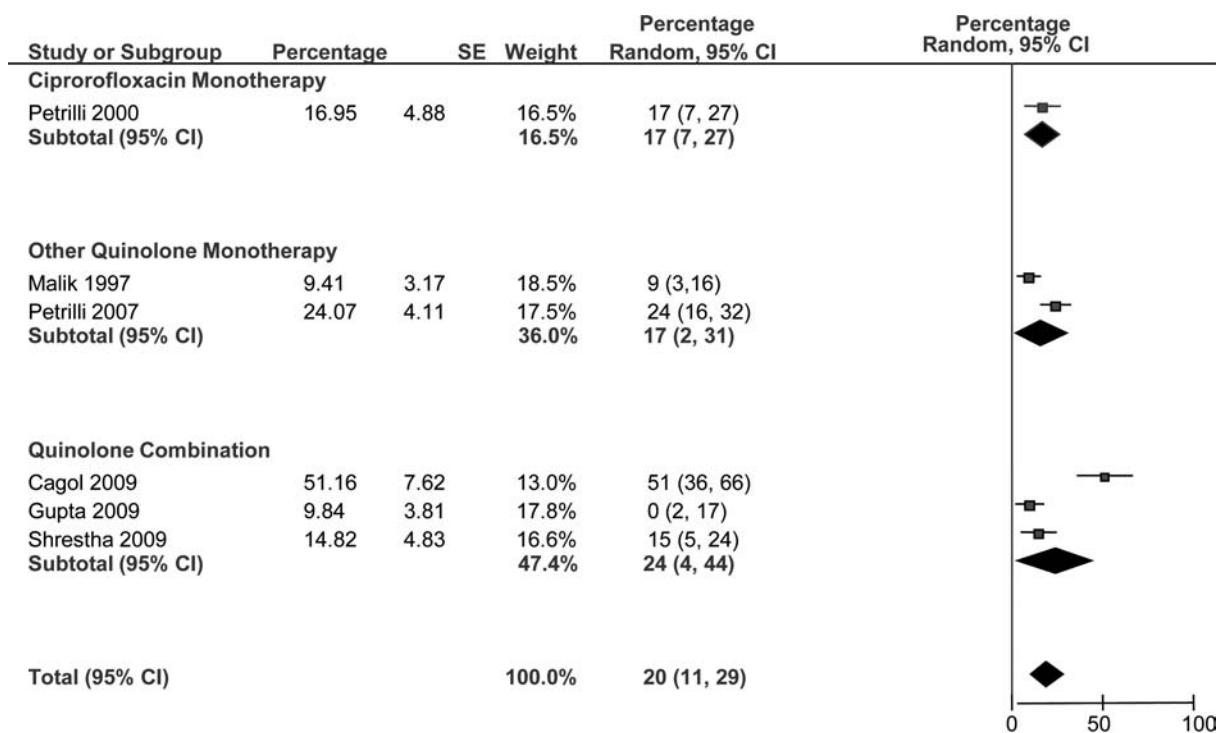 Percentage Percentage
Study or Subgroup Percentage SE Weight Random, 95% CI Random, 95% CI
Ciprorofloxacin Monotherapy
Petrilli 2000 16.95 4.88 16.5% 17 (7, 27)
Subtotal (95% CI) 16.5% 17 (7, 27)
Other Quinolone Monotherapy
Malik 1997 9.41 3.17 18.5% 9 (3,16)
Petrilli 2007 24.07 4.11 17.5% 24 (16, 32)
Subtotal (95% CI) 36.0% 17 (2, 31)
Quinolone Combination
Cagol 2009 51.16 7.62 13.0% 51 (36, 66)
Gupta 2009 9.84 3.81 17.8% 0 (2, 17)
Shrestha 2009 14.82 4.83 16.6% 15 (5, 24)
Subtotal (95% CI) 47.4% 24 (4, 44)
Total (95% CI) 100.0% 20 (11, 29)
0 50 100